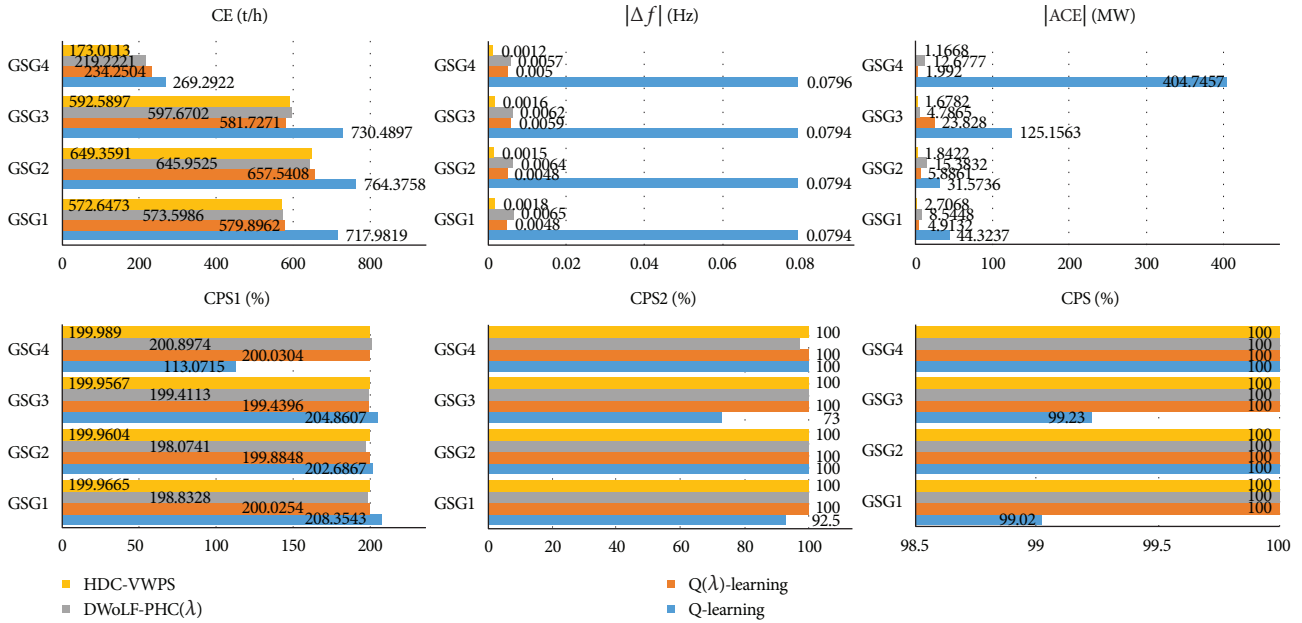 CE (t/h)
GSG4
173.0113
219.2221
234.2504
269.2922
GSG3
592.5897
597.6702
581.7271
730.4897
GSG2
649.3591
645.9525
657.5408
764.3758
GSG1
572.6473
573.5986
579.8962
717.9819
0 200 400 600 800
|Δf| (Hz)
GSG4
0.0012
0.0057
0.005
0.0796
GSG3
0.0016
0.0062
0.0059
0.0794
GSG2
0.0015
0.0064
0.0048
0.0794
GSG1
0.0018
0.0065
0.0048
0.0794
0 0.02 0.04 0.06 0.08
|ACE| (MW)
GSG4
1.1668
12.6777
1.992
404.7457
GSG3
1.6782
4.7865
23.828
125.1563
GSG2
1.8422
15.3832
5.8861
31.5736
GSG1
2.7068
8.5448
4.9132
44.3237
0 100 200 300 400
CPS1 (%)
GSG4
199.989
200.8974
200.0304
113.0715
GSG3
199.9567
199.4113
199.4396
204.8607
GSG2
199.9604
198.0741
199.8848
202.6867
GSG1
199.9665
198.8328
200.0254
208.3543
0 50 100 150 200
CPS2 (%)
GSG4
100
100
100
GSG3
100
100
100
73
GSG2
100
100
100
100
GSG1
100
100
100
92.5
0 20 40 60 80 100
CPS (%)
GSG4
100
100
100
100
GSG3
100
100
100
99.23
GSG2
100
100
100
100
GSG1
100
100
100
99.02
98.5 99 99.5 100
HDC-VWPS
DWoLF-PHC(λ)
Q(λ)-learning
Q-learning